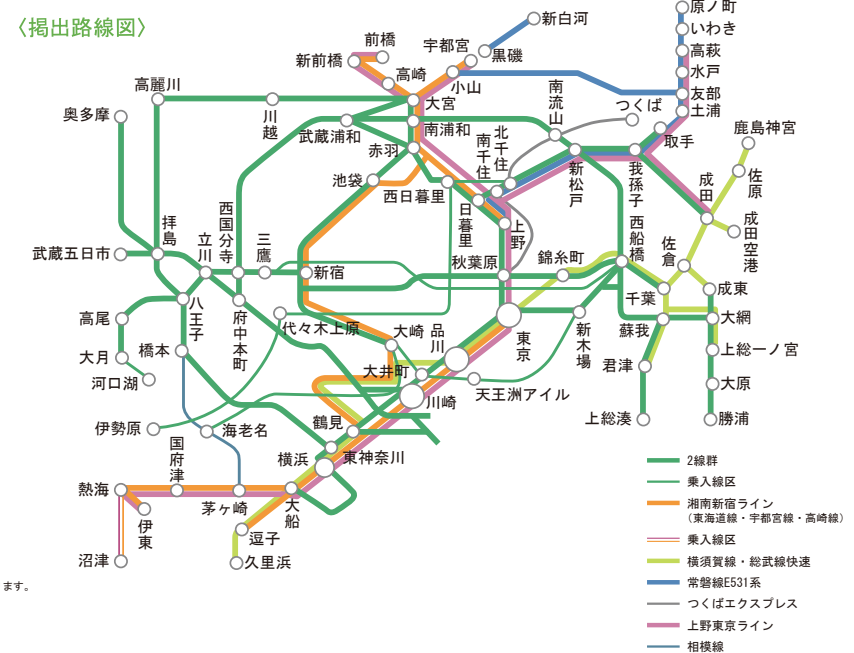 〈掲出路線図〉
新白河
原ノ町
いわき
前橋
宇都宮
黒磯
高萩
新前橋
水戸
高崎
小山
友部
高麗川
大宮
南流山
つくば
土浦
奥多摩
川越
武蔵浦和
南浦和
北千住
南千住
取手
鹿島神宮
赤羽
池袋
西日暮里
日暮里
新松戸
我孫子
成田
佐原
西国分寺
拝島
立川
三鷹
上野
西船橋
成田空港
武蔵五日市
新宿
秋葉原
錦糸町
佐倉
千葉
成東
八王子
府中本町
高尾
代々木上原
大崎
品川
東京
新木場
蘇我
大網
橋本
大井町
上総一ノ宮
大月
君津
河口湖
川崎
天王洲アイル
大原
伊勢原
海老名
鶴見
上総湊
勝浦
国府津
横浜
東神奈川
熱海
茅ヶ崎
大船
伊東
逗子
沼津
久里浜
ます。
2線群
乗入線区
湘南新宿ライン
（東海道線・宇都宮線・高崎線）
乗入線区
横須賀線・総武線快速
常磐線E531系
つくばエクスプレス
上野東京ライン
相模線